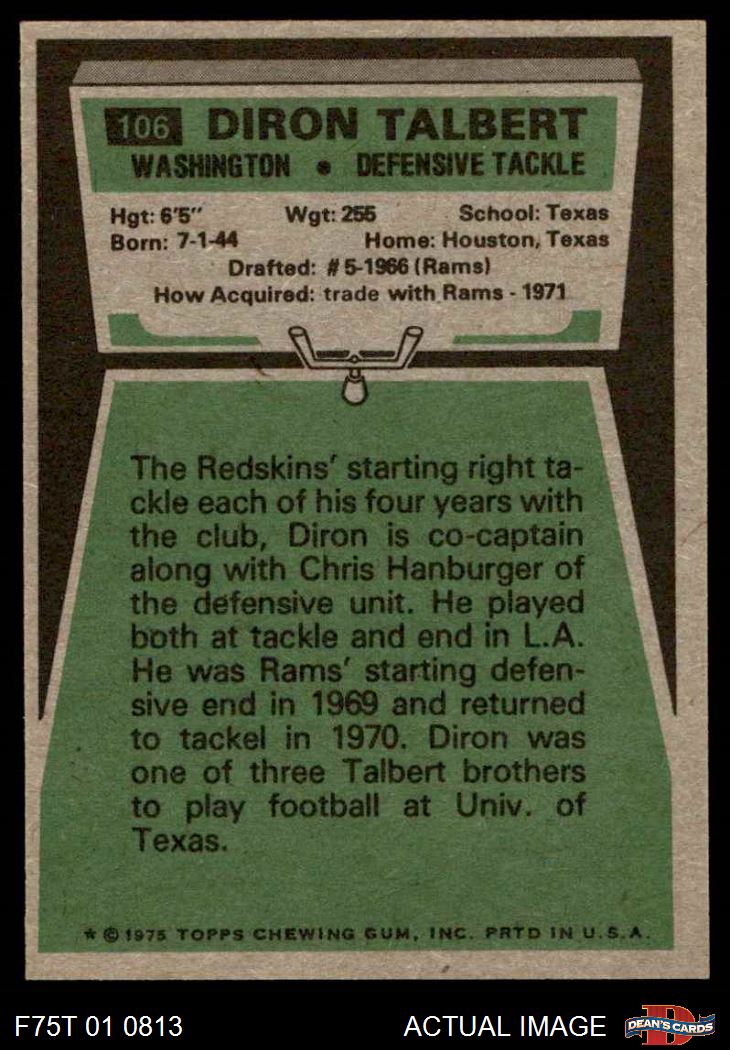 106 DIRON TALBERT
WASHINGTON • DEFENSIVE TACKLE
Hgt: 6'5" Wgt: 255 School: Texas
Born: 7-1-44 Home: Houston, Texas
Drafted: #5-1966 (Rams)
How Acquired: trade with Rams - 1971
The Redskins' starting right ta-
ckle each of his four years with
the club, Diron is co-captain
along with Chris Hanburger of
the defensive unit. He played
both at tackle and end in L.A.
He was Rams' starting defen-
sive end in 1969 and returned
to tackel in 1970. Diron was
one of three Talbert brothers
to play football at Univ. of
Texas.
* © 1975 TOPPS CHEWING GUM, INC. PRTD IN U.S.A.
F75T 01 0813 ACTUAL IMAGE D DEAN'S CARDS